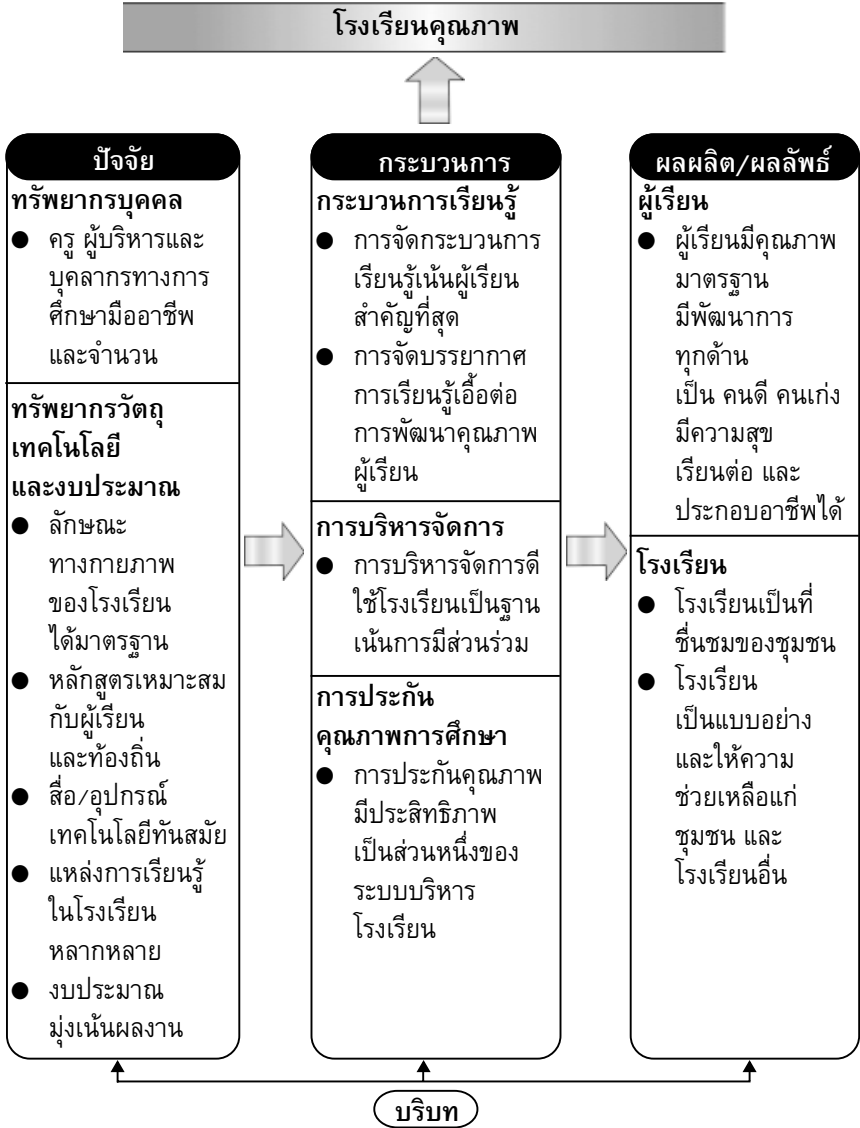 โรงเรียนคุณภาพ
ปัจจัย
ทรัพยากรบุคคล
● ครู ผู้บริหารและ
บุคลากรทางการ
ศึกษามืออาชีพ
และจำนวน
ทรัพยากรวัตถุ
เทคโนโลยี
และงบประมาณ
● ลักษณะ
ทางกายภาพ
ของโรงเรียน
ได้มาตรฐาน
● หลักสูตรเหมาะสม
กับผู้เรียน
และท้องถิ่น
● สื่อ/อุปกรณ์
เทคโนโลยีทันสมัย
● แหล่งการเรียนรู้
ในโรงเรียน
หลากหลาย
● งบประมาณ
มุ่งเน้นผลงาน
กระบวนการ
กระบวนการเรียนรู้
● การจัดกระบวนการ
เรียนรู้เน้นผู้เรียน
สำคัญที่สุด
● การจัดบรรยากาศ
การเรียนรู้เอื้อต่อ
การพัฒนาคุณภาพ
ผู้เรียน
การบริหารจัดการ
● การบริหารจัดการดี
ใช้โรงเรียนเป็นฐาน
เน้นการมีส่วนร่วม
การประกัน
คุณภาพการศึกษา
● การประกันคุณภาพ
มีประสิทธิภาพ
เป็นส่วนหนึ่งของ
ระบบบริหาร
โรงเรียน
ผลผลิต/ผลลัพธ์
ผู้เรียน
● ผู้เรียนมีคุณภาพ
มาตรฐาน
มีพัฒนาการ
ทุกด้าน
เป็น คนดี คนเก่ง
มีความสุข
เรียนต่อ และ
ประกอบอาชีพได้
โรงเรียน
● โรงเรียนเป็นที่
ชื่นชมของชุมชน
● โรงเรียน
เป็นแบบอย่าง
และให้ความ
ช่วยเหลือแก่
ชุมชน และ
โรงเรียนอื่น
บริบท